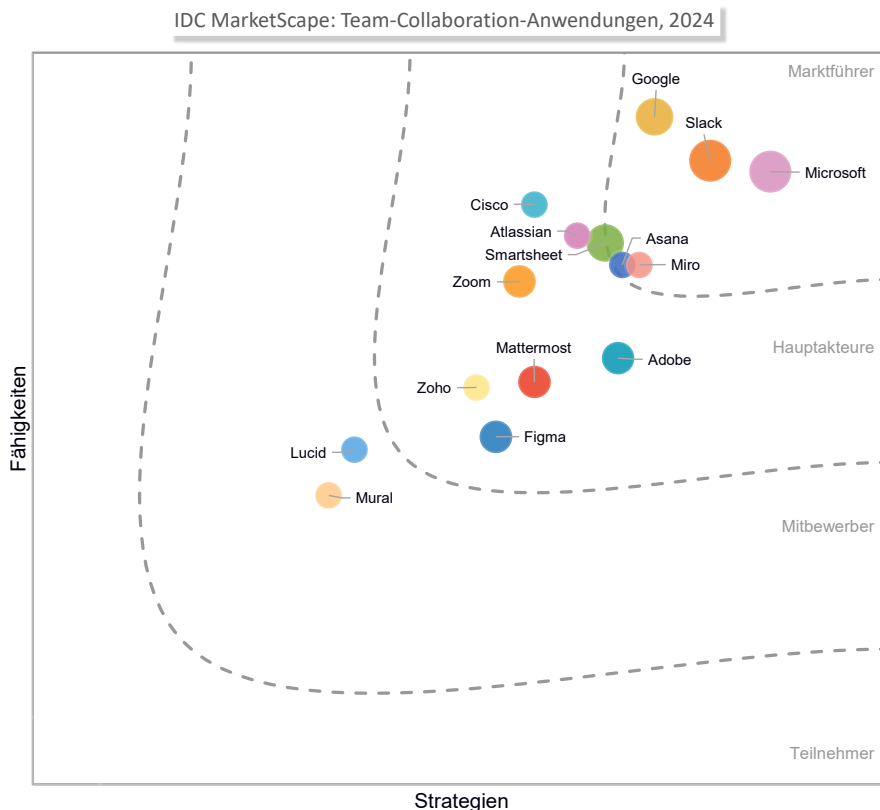 IDC MarketScape: Team-Collaboration-Anwendungen, 2024
Marktführer
Google
Slack
Microsoft
Cisco
Atlassian
Asana
Smartsheet
Miro
Zoom
Hauptakteure
Mattermost
Adobe
Zoho
Figma
Lucid
Mural
Mitbewerber
Teilnehmer
Fähigkeiten
Strategien